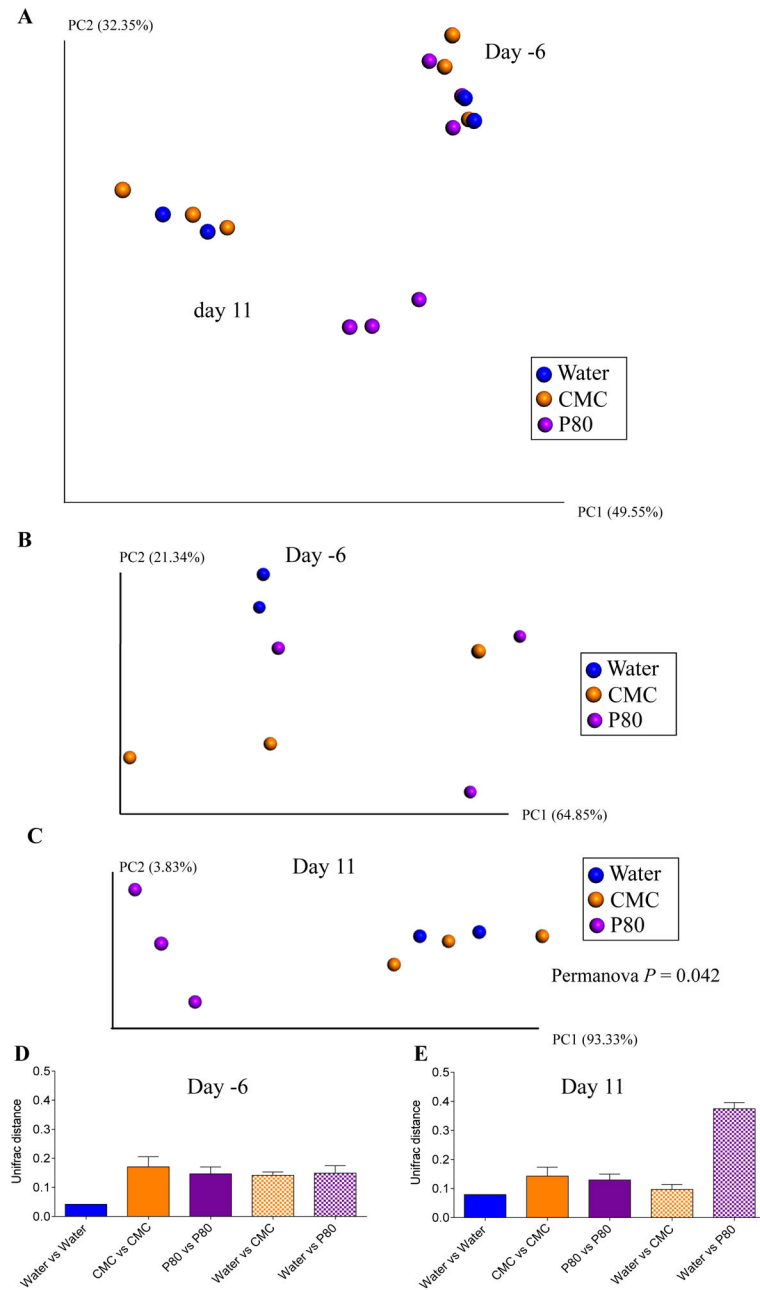 A
PC2 (32.35%)
Day -6
day 11
Water
CMC
P80
PC1 (49.55%)
B
PC2 (21.34%)
Day -6
Water
CMC
P80
PC1 (64.85%)
C
PC2 (3.83%)
Day 11
Water
CMC
P80
Permanova P = 0.042
PC1 (93.33%)
D
Day -6
Unifrac distance
0.5
0.4
0.3
0.2
0.1
0.0
Water vs Water
CMC vs CMC
P80 vs P80
Water vs CMC
Water vs P80
E
Day 11
Unifrac distance
0.5
0.4
0.3
0.2
0.1
0.0
Water vs Water
CMC vs CMC
P80 vs P80
Water vs CMC
Water vs P80